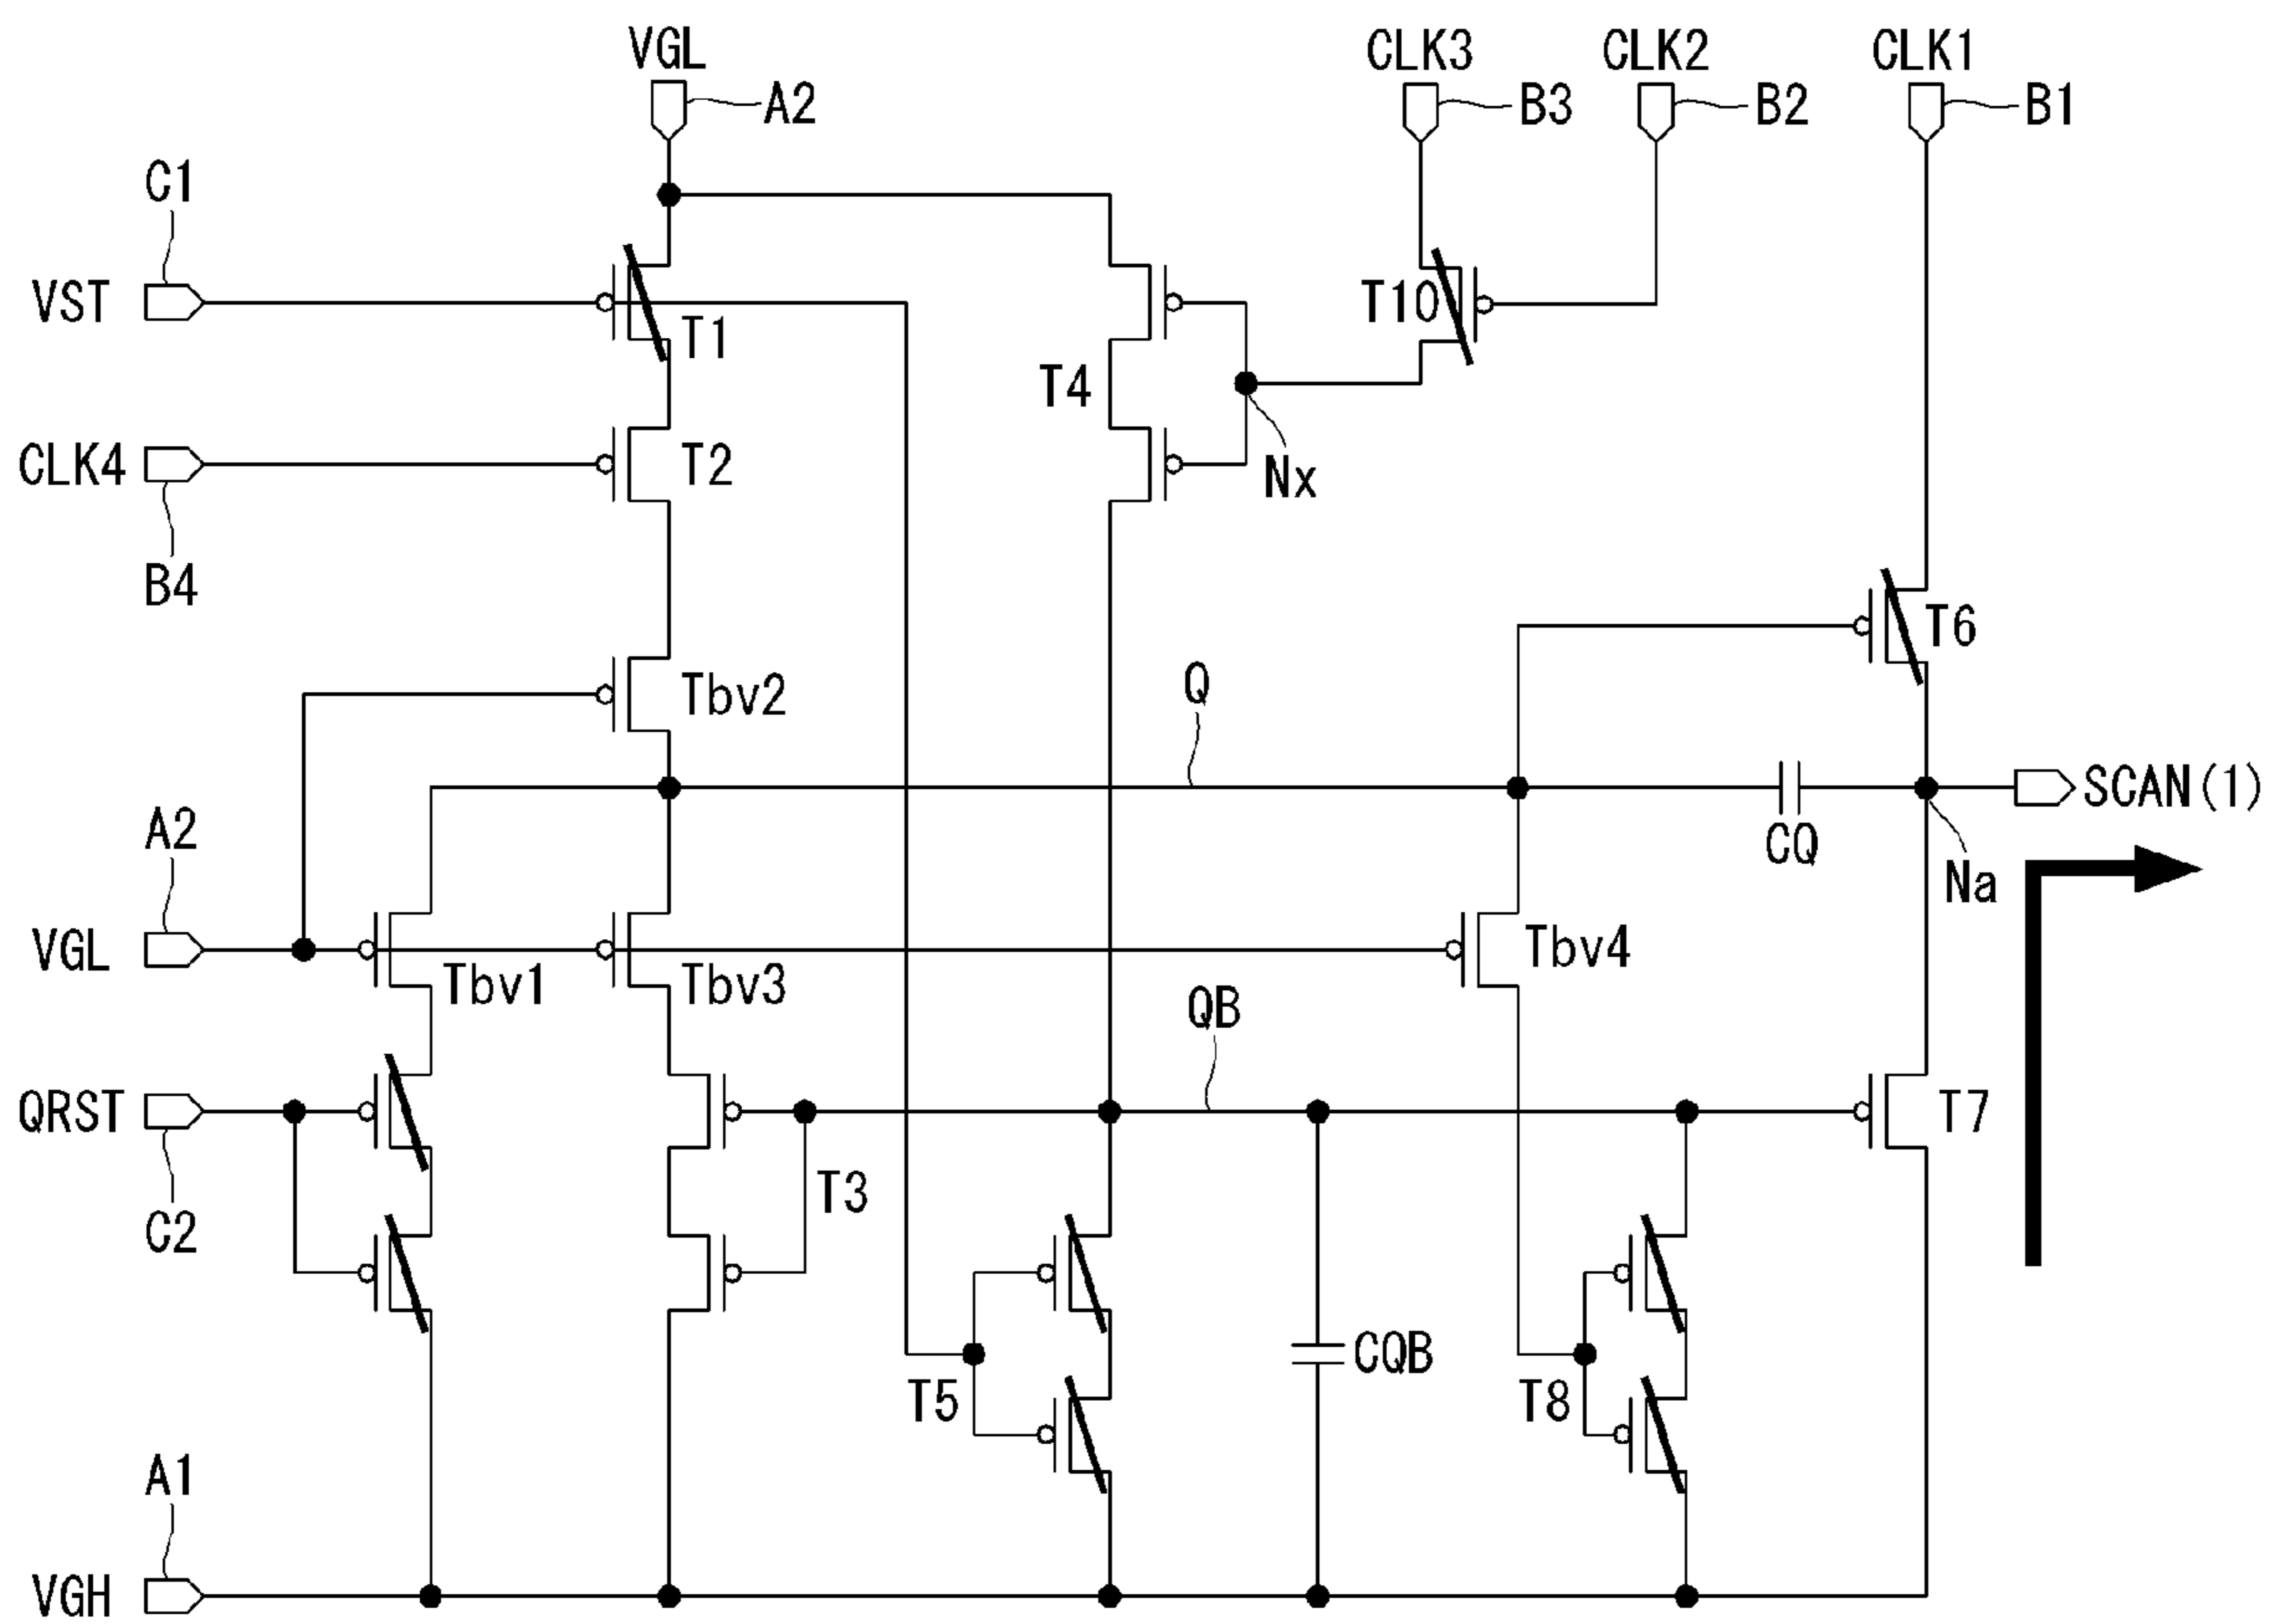 VGL
CLK3
CLK2
CLK1
A2
B3
B2
B1
C1
VST
T1
T10
T4
CLK4
T2
Nx
B4
T6
Tbv2
Q
SCAN(1)
A2
CQ
Na
VGL
Tbv1
Tbv3
Tbv4
QB
QRST
T7
T3
C2
CQB
T5
T8
A1
VGH